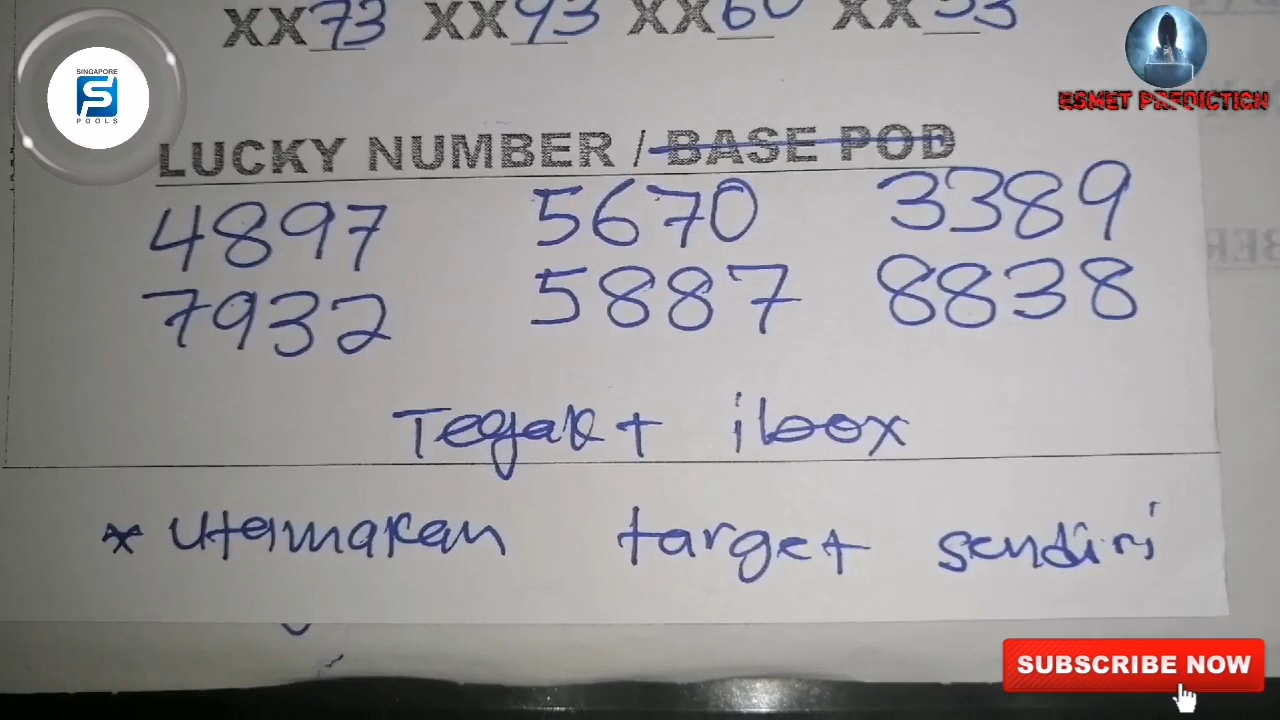 XX73 XX93 XX60 XX53
SINGAPORE
POOLS
ESMET PREDICTION
LUCKY NUMBER / BASE POD
4897 5670 3389
7932 5887 8838
Tegak + ibox
* Utamakan target sendiri
SUBSCRIBE NOW